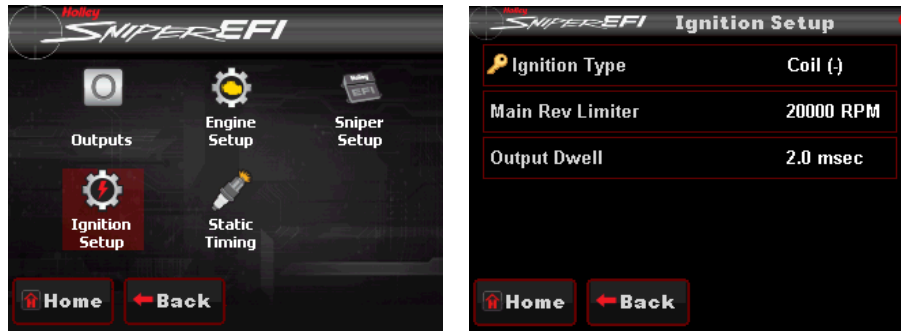 Holley
SNIPER EFI
Outputs
Engine
Setup
Holley
EFI
Sniper
Setup
Ignition
Setup
Static
Timing
Home
Back
Holley
SNIPER EFI Ignition Setup
Ignition Type Coil (-)
Main Rev Limiter 20000 RPM
Output Dwell 2.0 msec
Home
Back